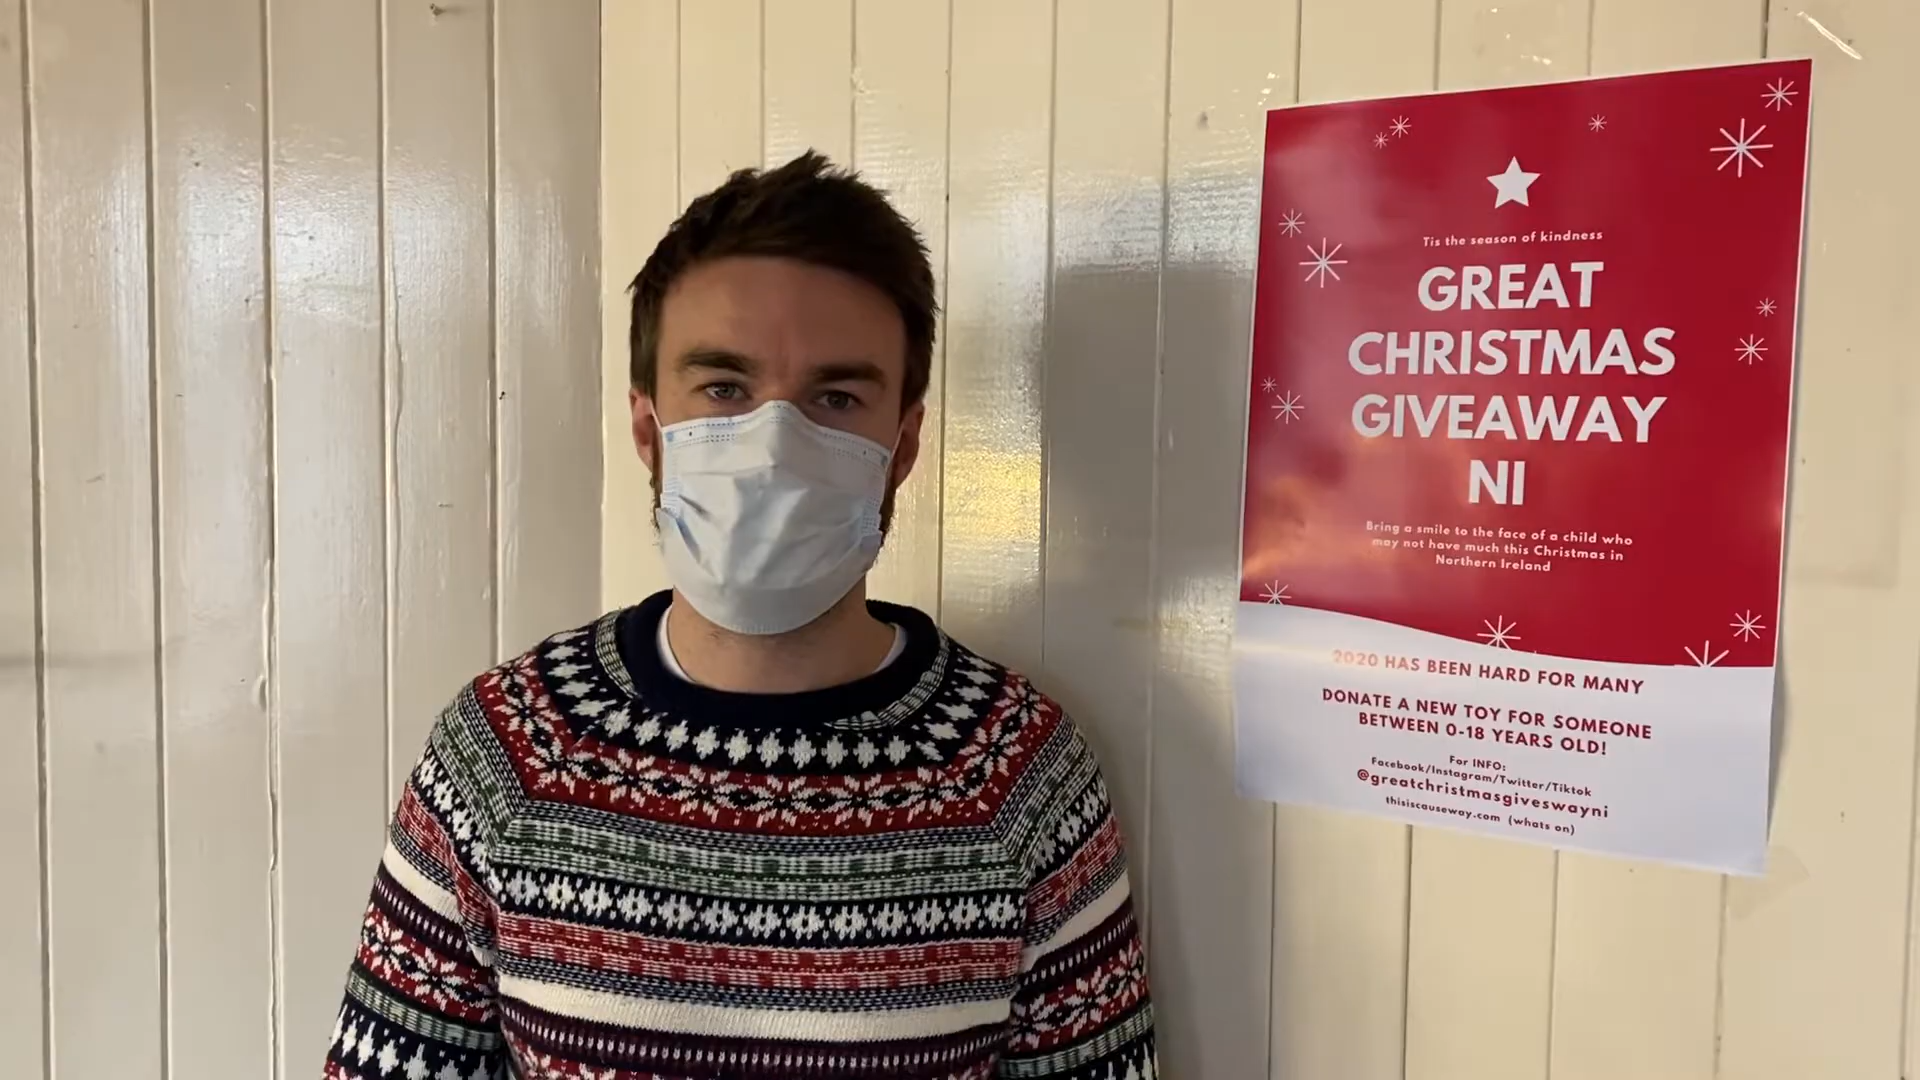 Tis the season of kindness
GREAT
CHRISTMAS
GIVEAWAY
NI
Bring a smile to the face of a child who
may not have much this Christmas in
Northern Ireland
2020 HAS BEEN HARD FOR MANY
DONATE A NEW TOY FOR SOMEONE
BETWEEN 0-18 YEARS OLD!
For INFO:
Facebook/Instagram/Twitter/Tiktok
@greatchristmasgiveswayni
thisiscauseway.com (whats on)